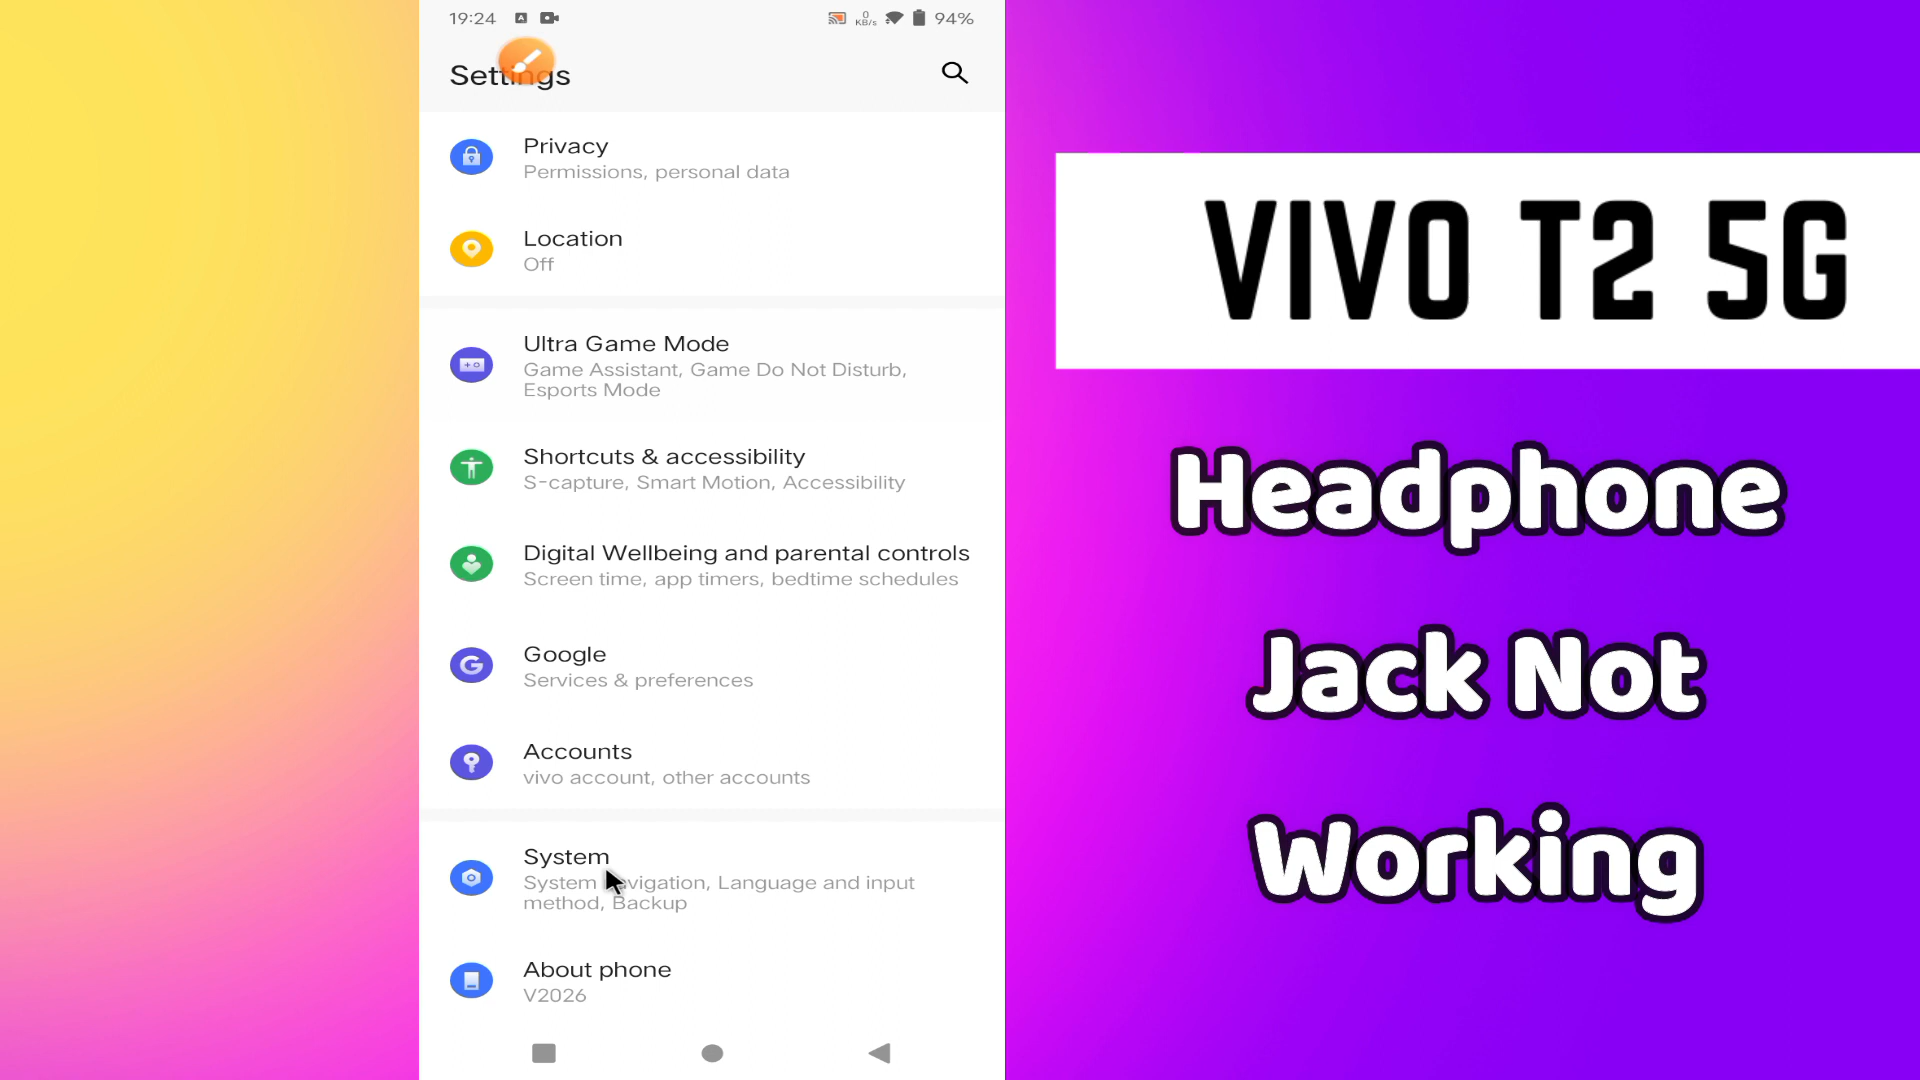 19:24
0 KB/s
94%
Settings
Privacy
Permissions, personal data
Location
Off
Ultra Game Mode
Game Assistant, Game Do Not Disturb,
Esports Mode
Shortcuts & accessibility
S-capture, Smart Motion, Accessibility
Digital Wellbeing and parental controls
Screen time, app timers, bedtime schedules
Google
Services & preferences
Accounts
vivo account, other accounts
System
System navigation, Language and input
method, Backup
About phone
V2026
VIVO T2 5G
Headphone
Jack Not
Working